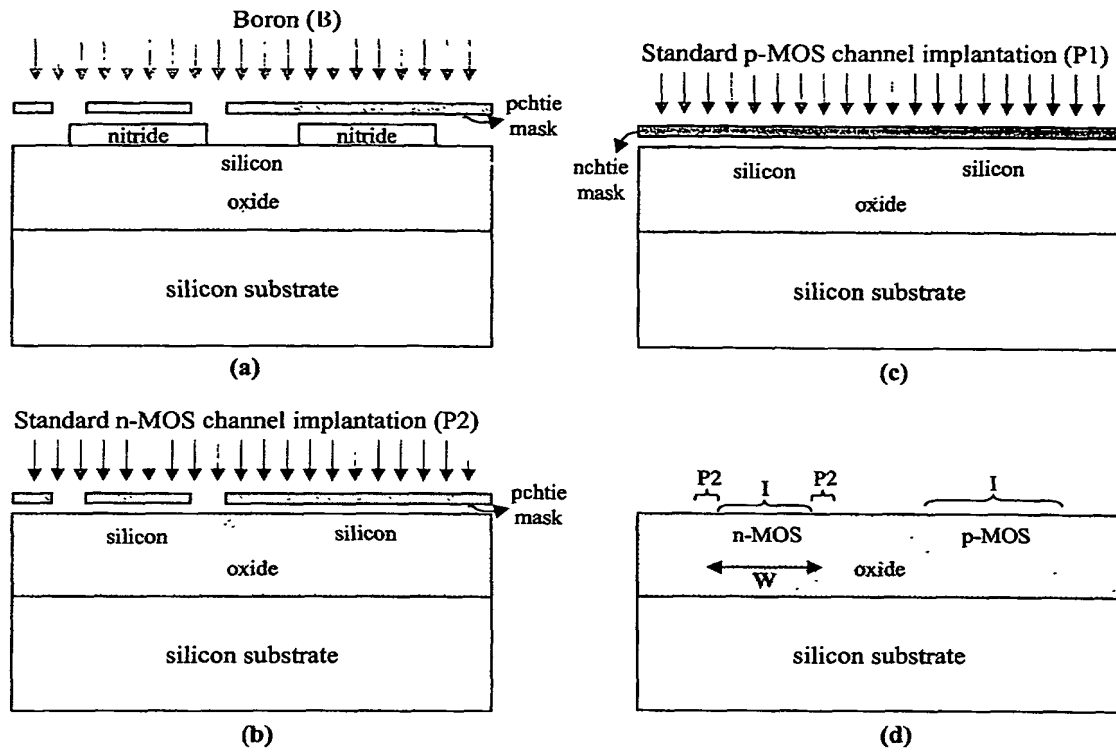 Boron (B)
pchtie
mask
nitride
nitride
silicon
oxide
silicon substrate
(a)
Standard n-MOS channel implantation (P2)
pchtie
mask
silicon
silicon
oxide
silicon substrate
(b)
Standard p-MOS channel implantation (P1)
nchtie
mask
silicon
silicon
oxide
silicon substrate
(c)
P2
I
P2
I
n-MOS
p-MOS
W
oxide
silicon substrate
(d)